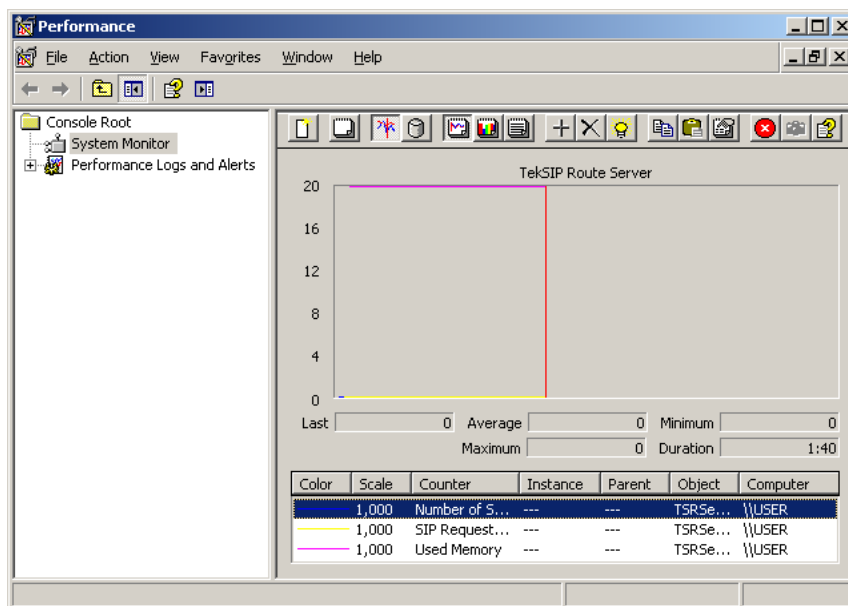 Performance
File Action View Favorites Window Help
Console Root
System Monitor
Performance Logs and Alerts
TekSIP Route Server
20
16
12
8
4
0
Last 0 Average 0 Minimum 0
Maximum 0 Duration 1:40
Color Scale Counter Instance Parent Object Computer
1,000 Number of S... --- --- TSRSe... \\USER
1,000 SIP Request... --- --- TSRSe... \\USER
1,000 Used Memory --- --- TSRSe... \\USER